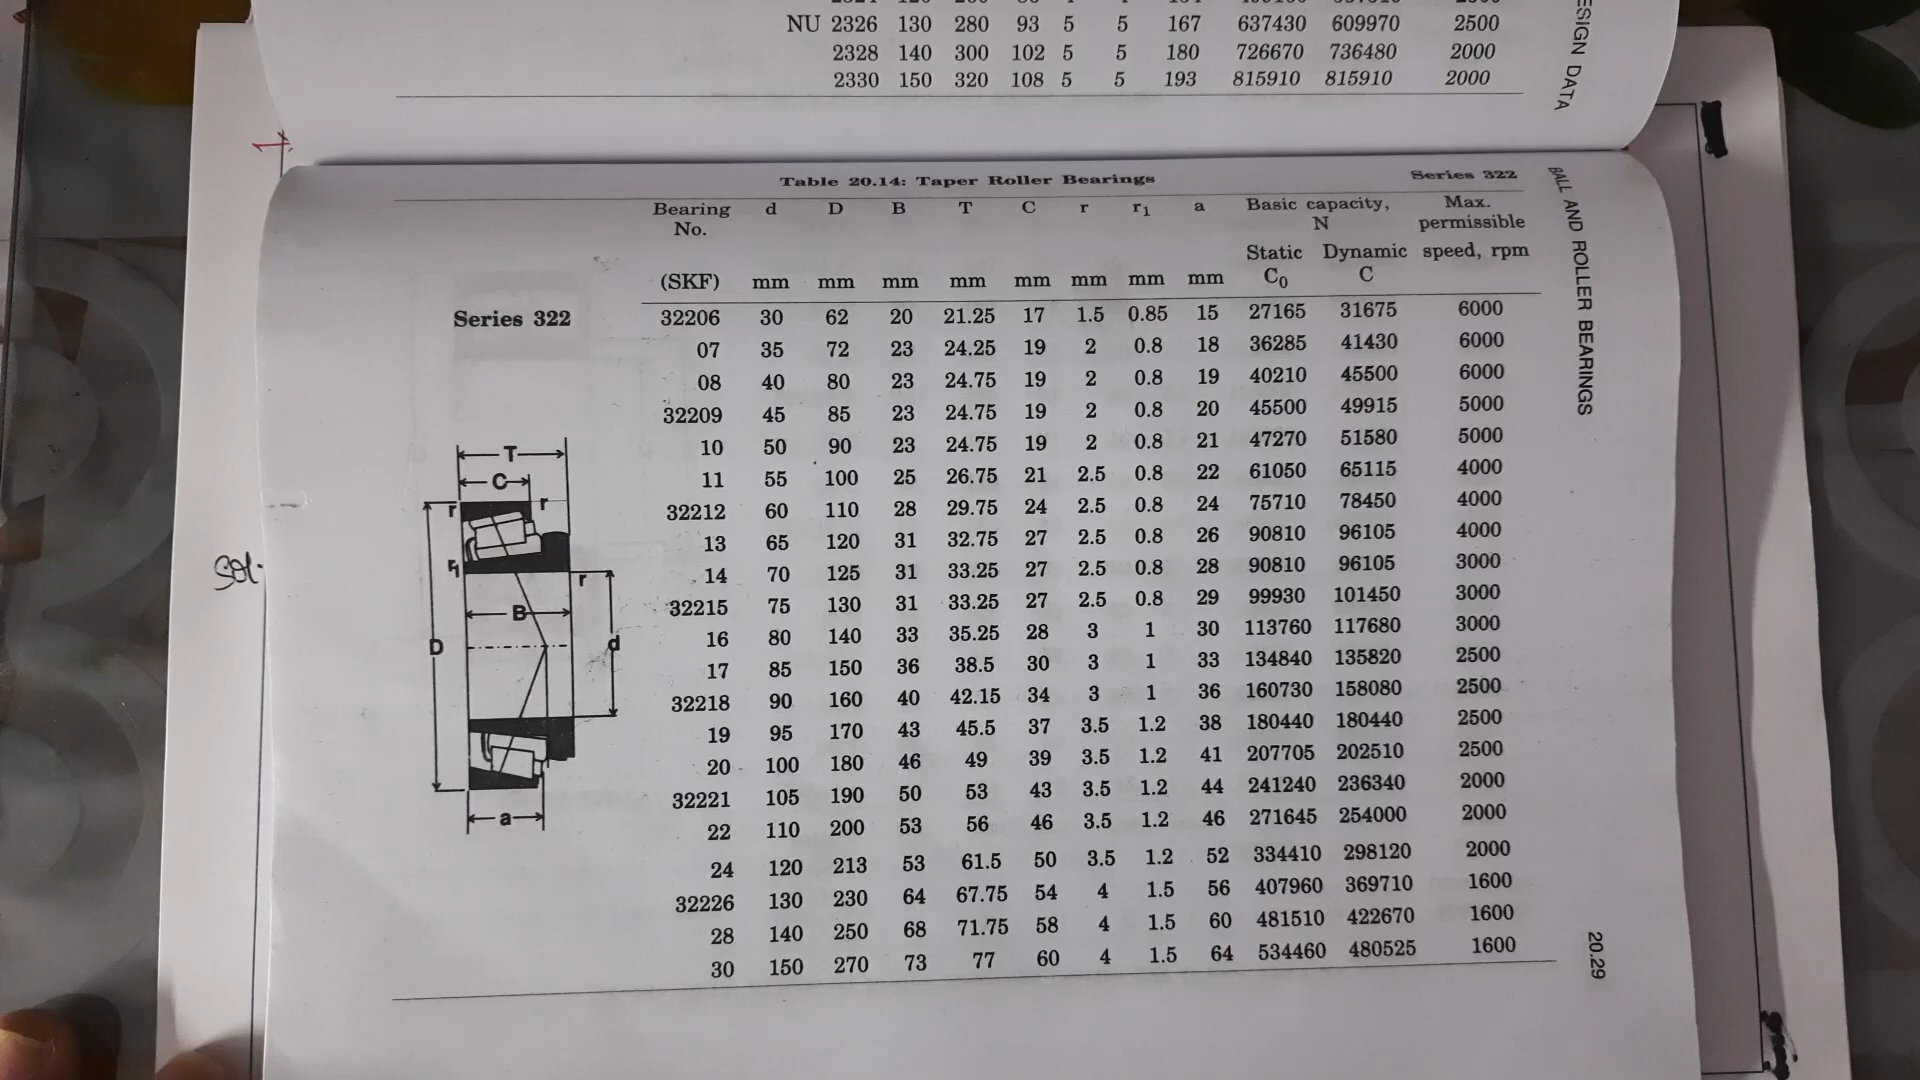 NU 2326 130 280 93 5 5 167 637430 609970 2500
2328 140 300 102 5 5 180 726670 736480 2000
2330 150 320 108 5 5 193 815910 815910 2000
ESIGN DATA
1.
Table 20.14: Taper Roller Bearings Series 322
BALL AND ROLLER BEARINGS
Bearing No. d D B T C r r1 a Basic capacity, N Max. permissible
Static Dynamic speed, rpm
(SKF) mm mm mm mm mm mm mm mm C0 C
Series 322
32206 30 62 20 21.25 17 1.5 0.85 15 27165 31675 6000
07 35 72 23 24.25 19 2 0.8 18 36285 41430 6000
08 40 80 23 24.75 19 2 0.8 19 40210 45500 6000
32209 45 85 23 24.75 19 2 0.8 20 45500 49915 5000
10 50 90 23 24.75 19 2 0.8 21 47270 51580 5000
11 55 100 25 26.75 21 2.5 0.8 22 61050 65115 4000
32212 60 110 28 29.75 24 2.5 0.8 24 75710 78450 4000
13 65 120 31 32.75 27 2.5 0.8 26 90810 96105 4000
14 70 125 31 33.25 27 2.5 0.8 28 90810 96105 3000
32215 75 130 31 33.25 27 2.5 0.8 29 99930 101450 3000
16 80 140 33 35.25 28 3 1 30 113760 117680 3000
17 85 150 36 38.5 30 3 1 33 134840 135820 2500
32218 90 160 40 42.15 34 3 1 36 160730 158080 2500
19 95 170 43 45.5 37 3.5 1.2 38 180440 180440 2500
20 100 180 46 49 39 3.5 1.2 41 207705 202510 2500
32221 105 190 50 53 43 3.5 1.2 44 241240 236340 2000
22 110 200 53 56 46 3.5 1.2 46 271645 254000 2000
24 120 213 53 61.5 50 3.5 1.2 52 334410 298120 2000
32226 130 230 64 67.75 54 4 1.5 56 407960 369710 1600
28 140 250 68 71.75 58 4 1.5 60 481510 422670 1600
30 150 270 73 77 60 4 1.5 64 534460 480525 1600
T
C
r r
r1 r
B
D d
a
Sol.
20.29